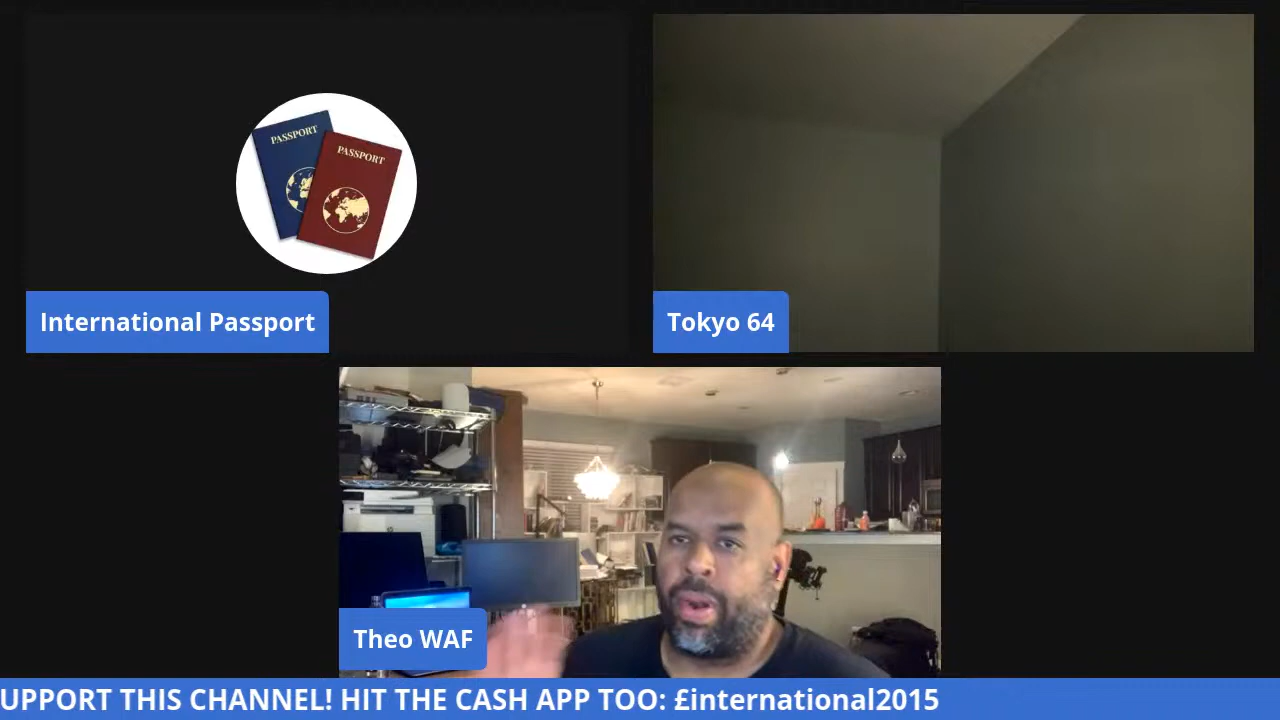 PASSPORT
PASSPORT
International Passport
Tokyo 64
Theo WAF
UPPORT THIS CHANNEL! HIT THE CASH APP TOO: £international2015